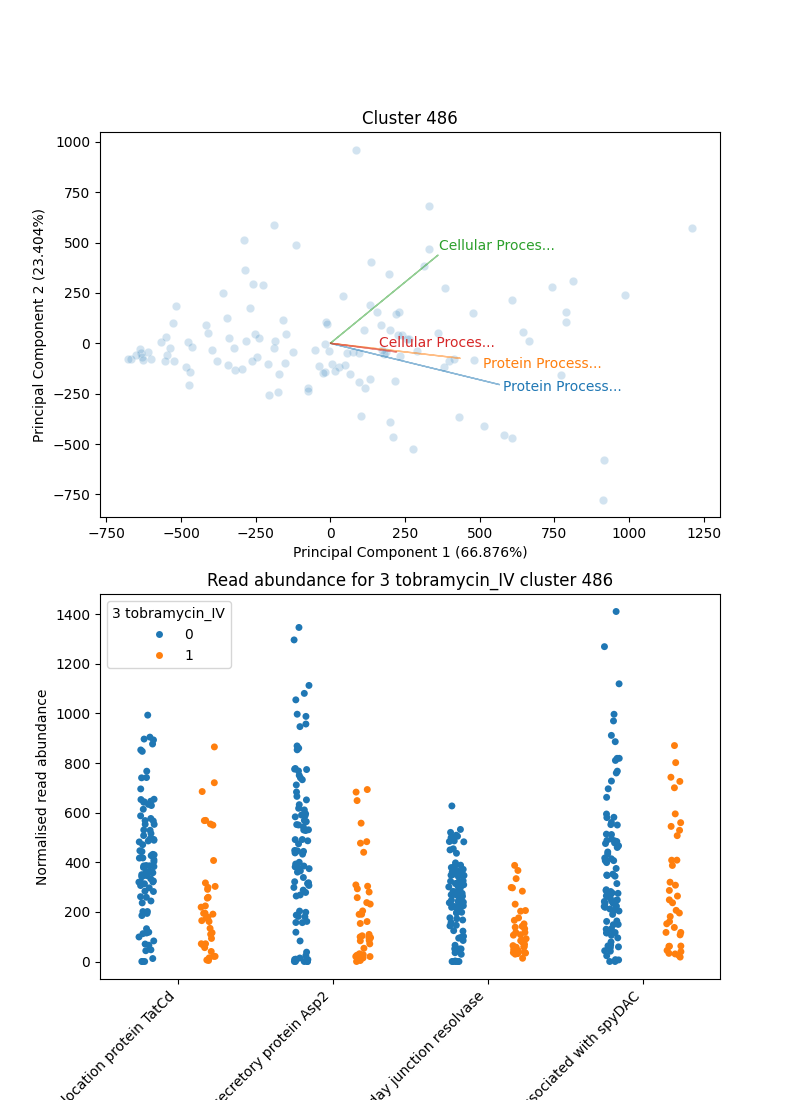 Cluster 486
1000
750
500
250
0
−250
−500
−750
Principal Component 2 (23.404%)
Cellular Proces...
Cellular Proces...
Protein Process...
Protein Process...
−750 −500 −250 0 250 500 750 1000 1250
Principal Component 1 (66.876%)
Read abundance for 3 tobramycin_IV cluster 486
3 tobramycin_IV
0
1
1400
1200
1000
800
600
400
200
0
Normalised read abundance
location protein TatCd
ecretory protein Asp2
day junction resolvase
sociated with spyDAC